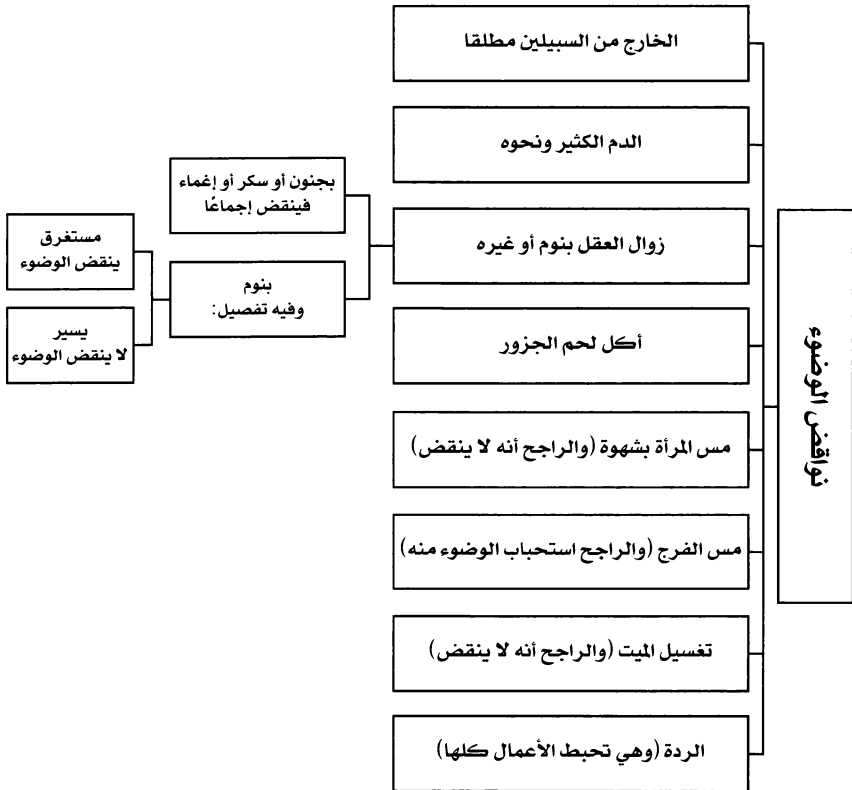 نواقض الوضوء
الخارج من السبيلين مطلقا
الدم الكثير ونحوه
زوال العقل بنوم أو غيره
بجنون أو سكر أو إغماء
فينقض إجماعًا
بنوم
وفيه تفصيل:
مستغرق
ينقض الوضوء
يسير
لا ينقض الوضوء
أكل لحم الجزور
مس المرأة بشهوة (والراجح أنه لا ينقض)
مس الفرج (والراجح استحباب الوضوء منه)
تغسيل الميت (والراجح أنه لا ينقض)
الردة (وهي تحبط الأعمال كلها)